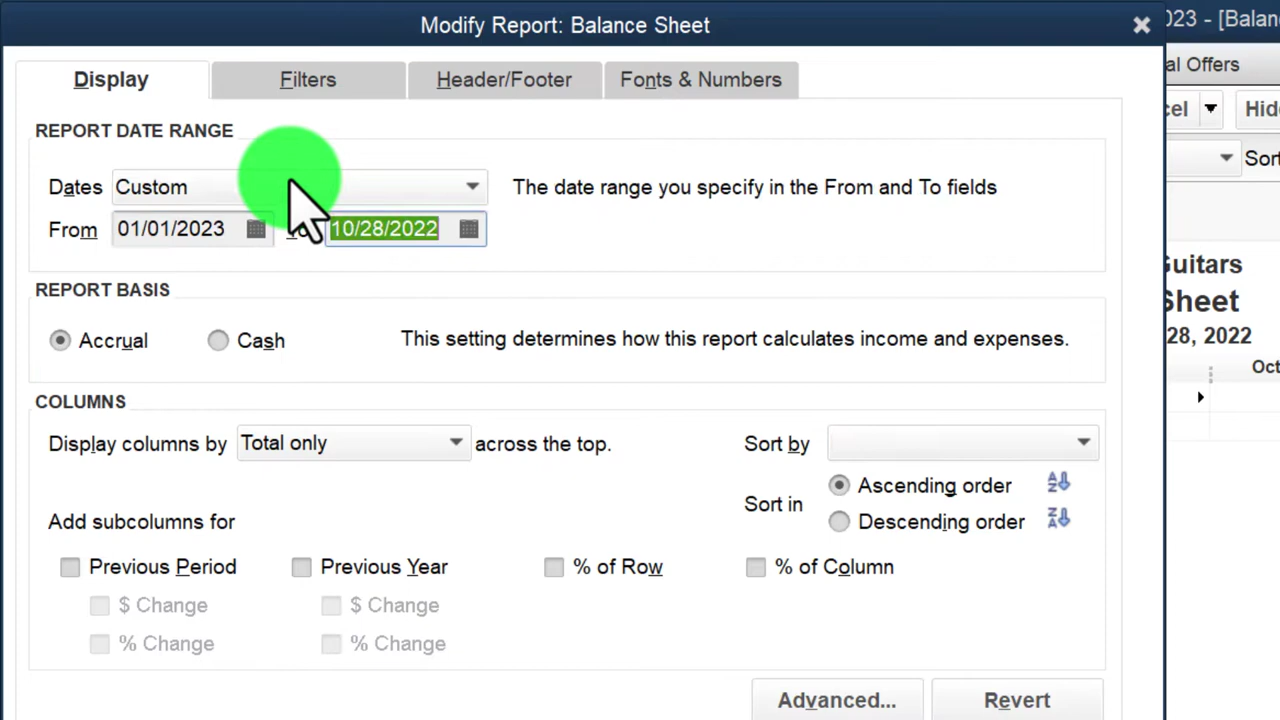 Modify Report: Balance Sheet
023 - [Balan
Display
Filters
Header/Footer
Fonts & Numbers
al Offers
cel
Hid
REPORT DATE RANGE
Sor
Dates
Custom
The date range you specify in the From and To fields
From
01/01/2023
10/28/2022
REPORT BASIS
Guitars
Sheet
28, 2022
Accrual
Cash
This setting determines how this report calculates income and expenses.
Oct
COLUMNS
Display columns by
Total only
across the top.
Sort by
Sort in
Ascending order
Descending order
Add subcolumns for
Previous Period
Previous Year
% of Row
% of Column
$ Change
$ Change
% Change
% Change
Advanced...
Revert